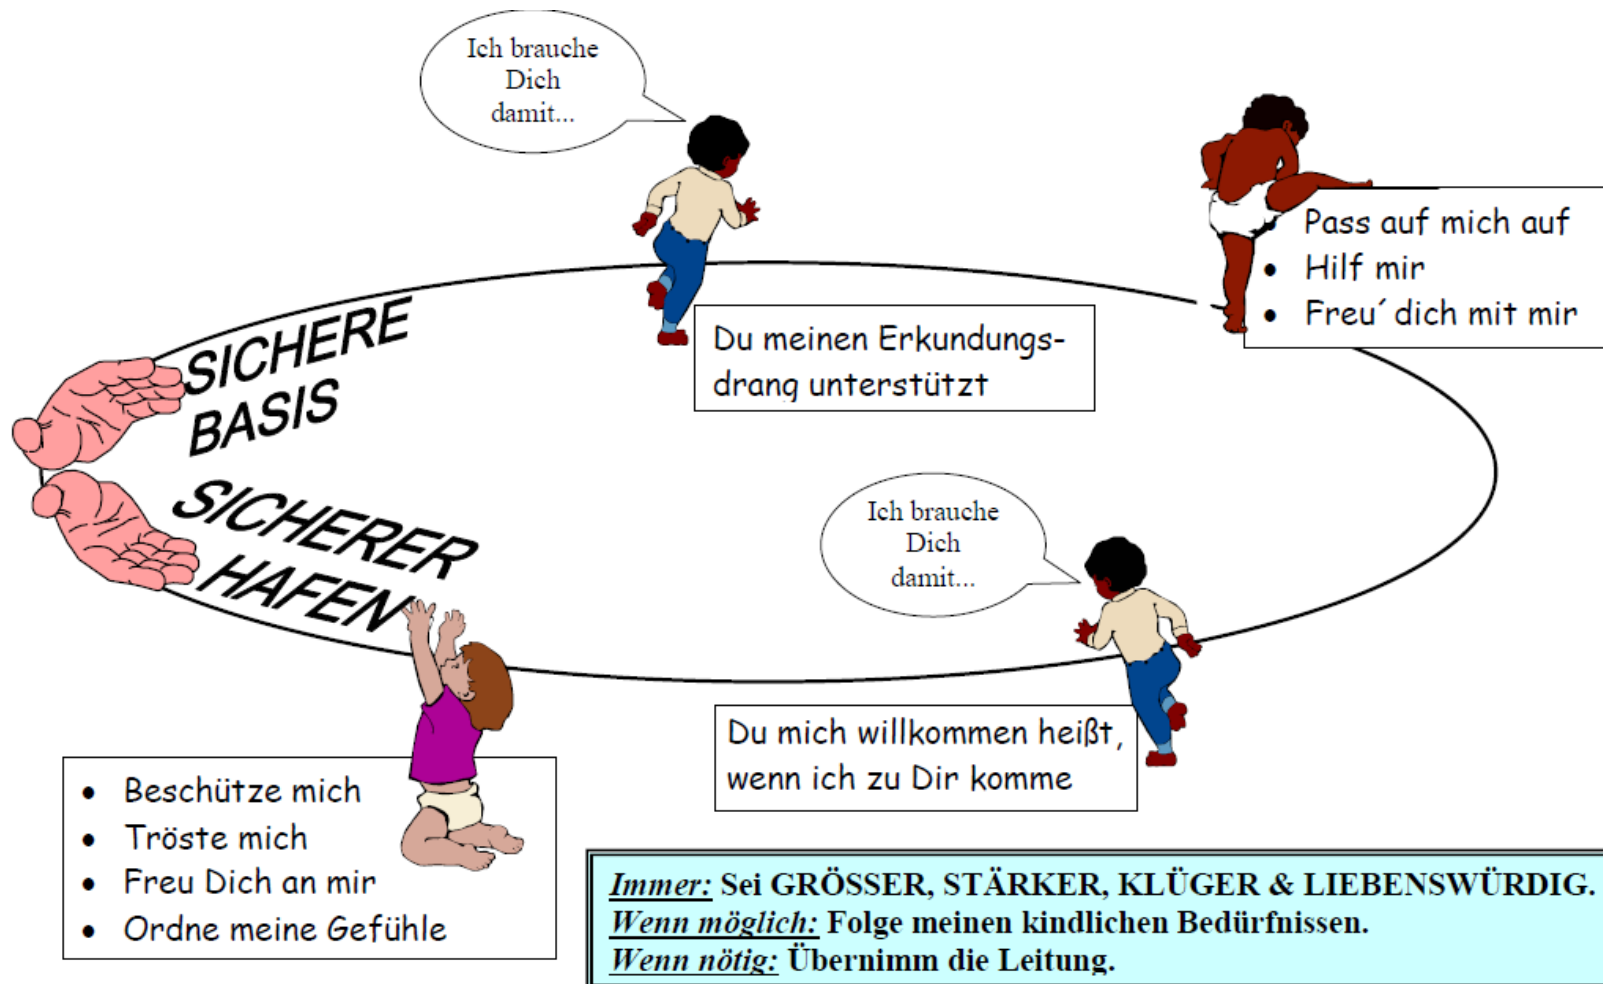 Ich brauche
Dich
damit...
Pass auf mich auf
Hilf mir
Freu´ dich mit mir
SICHERE
BASIS
Du meinen Erkundungs-
drang unterstützt
SICHERER
HAFEN
Ich brauche
Dich
damit...
Du mich willkommen heißt,
wenn ich zu Dir komme
Beschütze mich
Tröste mich
Freu Dich an mir
Ordne meine Gefühle
Immer: Sei GRÖSSER, STÄRKER, KLÜGER & LIEBENSWÜRDIG.
Wenn möglich: Folge meinen kindlichen Bedürfnissen.
Wenn nötig: Übernimm die Leitung.